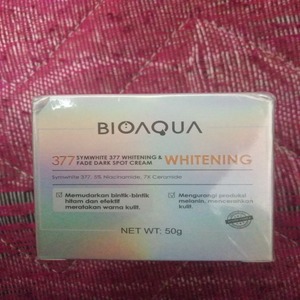 BIOAQUA
377 SYMWHITE 377 WHITENING &
FADE DARK SPOT CREAM
WHITENING
Symwhite 377, 5% Niacinamide, 7X Ceramide
Memudarkan bintik-bintik
hitam dan efektif
meratakan warna kulit.
Mengurangi produksi
melanin, mencerahkan
kulit.
NET WT: 50g